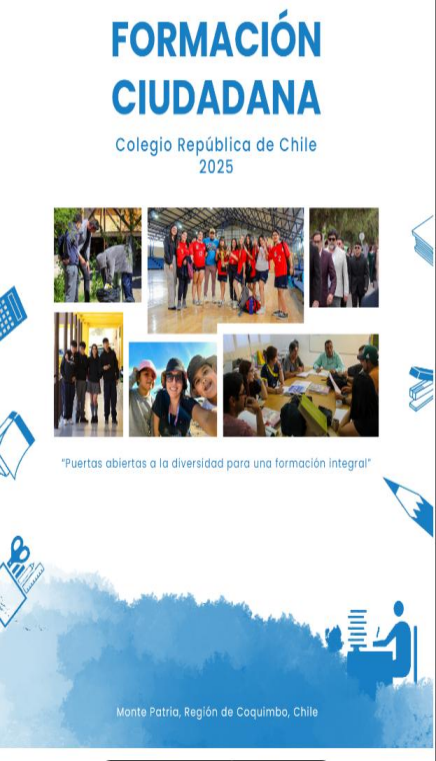 FORMACIÓN
CIUDADANA
Colegio República de Chile
2025
“Puertas abiertas a la diversidad para una formación integral”
Monte Patria, Región de Coquimbo, Chile